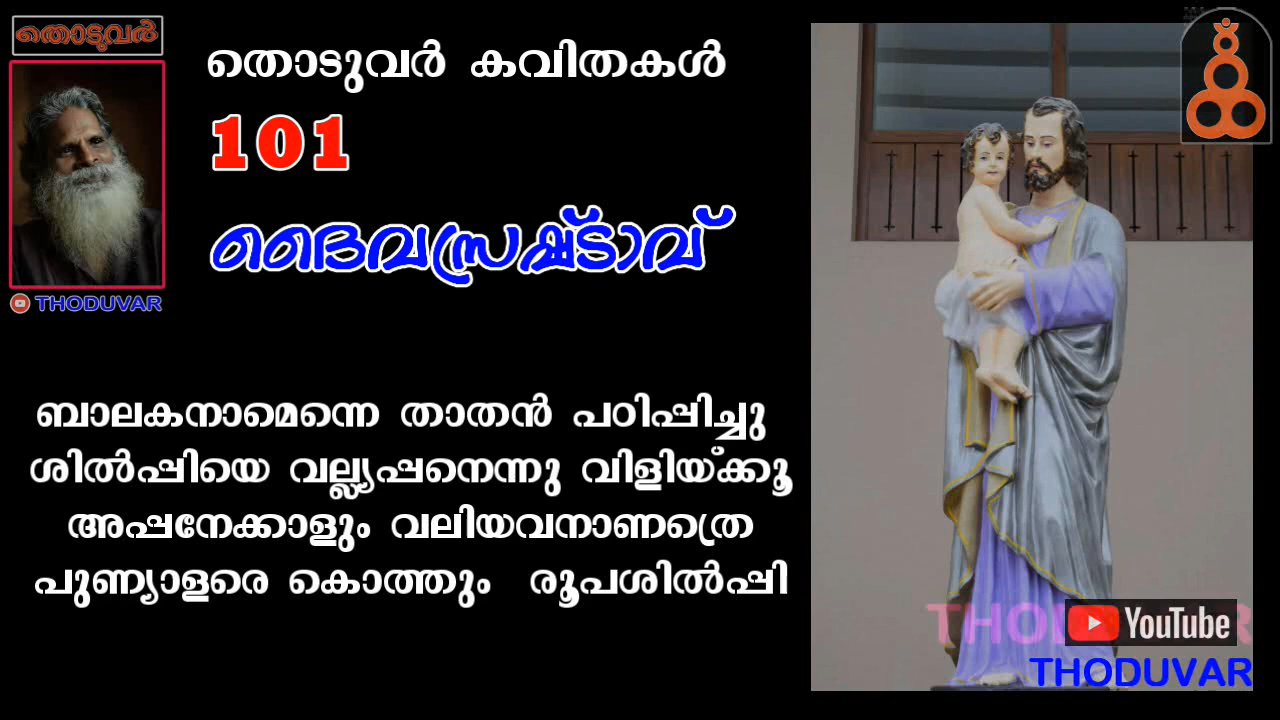 തൊടുവർ
തൊടുവർ കവിതകൾ
101
ദൈവസ്രഷ്ടാവ്
THODUVAR
ബാലകനാമെന്നെ താതൻ പഠിപ്പിച്ചു
ശിൽപ്പിയെ വല്ല്യപ്പനെന്നു വിളിയ്ക്കൂ
അപ്പനേക്കാളും വലിയവനാണത്രെ
പുണ്യാളരെ കൊത്തും രൂപശിൽപ്പി
YouTube
THODUVAR